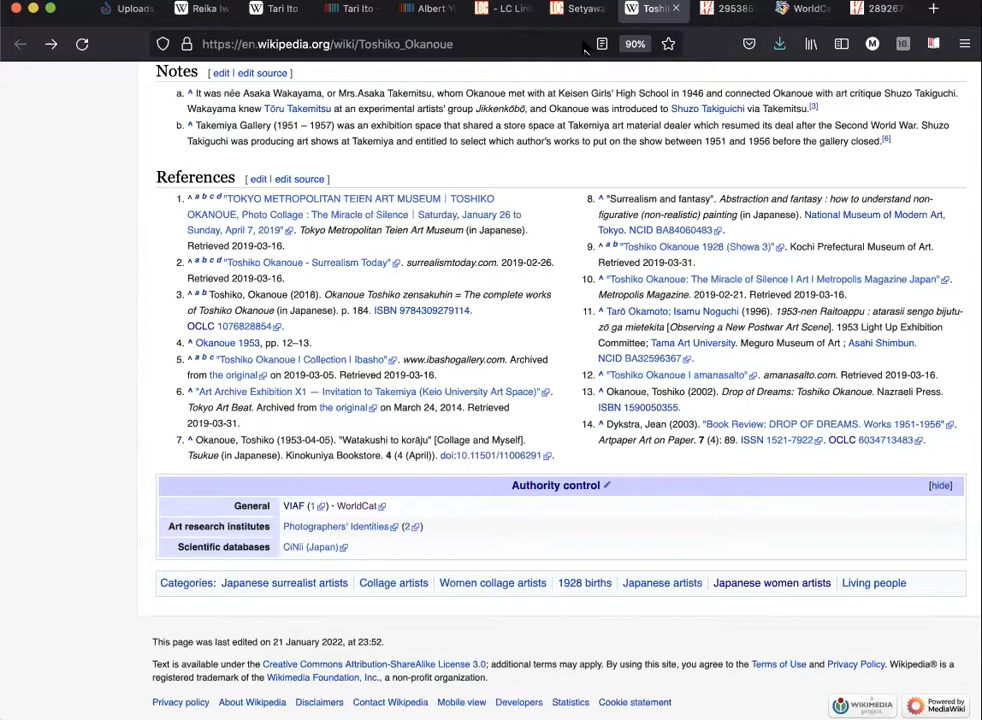 Uploads
Reika Iw
Tari Ito
Tari Ito -
Albert Y
- LC Lin
Setyawa
Toshi
295385
WorldCa
289267
https://en.wikipedia.org/wiki/Toshiko_Okanoue
90%
M
Notes [ edit | edit source ]
a. ^ It was née Asaka Wakayama, or Mrs.Asaka Takemitsu, whom Okanoue met with at Keisen Girls' High School in 1946 and connected Okanoue with art critique Shuzo Takiguchi.
Wakayama knew Tōru Takemitsu at an experimental artists' group Jikkenkōbō, and Okanoue was introduced to Shuzo Takiguichi via Takemitsu.[3]
b. ^ Takemiya Gallery (1951 – 1957) was an exhibition space that shared a store space at Takemiya art material dealer which resumed its deal after the Second World War. Shuzo
Takiguchi was producing art shows at Takemiya and entitled to select which author's works to put on the show between 1951 and 1956 before the gallery closed.[6]
References [ edit | edit source ]
1. ^ a b c d "TOKYO METROPOLITAN TEIEN ART MUSEUM | TOSHIKO
OKANOUE, Photo Collage : The Miracle of Silence | Saturday, January 26 to
Sunday, April 7, 2019". Tokyo Metropolitan Teien Art Museum (in Japanese).
Retrieved 2019-03-16.
2. ^ a b c d "Toshiko Okanoue - Surrealism Today". surrealismtoday.com. 2019-02-26.
Retrieved 2019-03-16.
3. ^ a b Toshiko, Okanoue (2018). Okanoue Toshiko zensakuhin = The complete works
of Toshiko Okanoue (in Japanese). p. 184. ISBN 9784309279114.
OCLC 1076828854.
4. ^ Okanoue 1953, pp. 12–13.
5. ^ a b c "Toshiko Okanoue I Collection I Ibasho". www.ibashogallery.com. Archived
from the original on 2019-03-05. Retrieved 2019-03-16.
6. ^ "Art Archive Exhibition X1 — Invitation to Takemiya (Keio University Art Space)".
Tokyo Art Beat. Archived from the original on March 24, 2014. Retrieved
2019-03-31.
7. ^ Okanoue, Toshiko (1953-04-05). "Watakushi to korāju" [Collage and Myself].
Tsukue (in Japanese). Kinokuniya Bookstore. 4 (4 (April)). doi:10.11501/11006291.
8. ^ "Surrealism and fantasy". Abstraction and fantasy : how to understand non-
figurative (non-realistic) painting (in Japanese). National Museum of Modern Art,
Tokyo. NCID BA84060483.
9. ^ a b "Toshiko Okanoue 1928 (Showa 3)". Kochi Prefectural Museum of Art.
Retrieved 2019-03-31.
10. ^ "Toshiko Okanoue: The Miracle of Silence I Art I Metropolis Magazine Japan".
Metropolis Magazine. 2019-02-21. Retrieved 2019-03-16.
11. ^ Tarō Okamoto; Isamu Noguchi (1996). 1953-nen Raitoappu : atarasii sengo bijutu-
zō ga mietekita [Observing a New Postwar Art Scene]. 1953 Light Up Exhibition
Committee; Tama Art University. Meguro Museum of Art ; Asahi Shimbun.
NCID BA32596367.
12. ^ "Toshiko Okanoue I amanasalto". amanasalto.com. Retrieved 2019-03-16.
13. ^ Okanoue, Toshiko (2002). Drop of Dreams: Toshiko Okanoue. Nazraeli Press.
ISBN 1590050355.
14. ^ Dykstra, Jean (2003). "Book Review: DROP OF DREAMS. Works 1951-1956".
Artpaper Art on Paper. 7 (4): 89. ISSN 1521-7922. OCLC 6034713483.
Authority control [hide]
General VIAF (1) · WorldCat
Art research institutes Photographers' Identities (2)
Scientific databases CiNii (Japan)
Categories: Japanese surrealist artists | Collage artists | Women collage artists | 1928 births | Japanese artists | Japanese women artists | Living people
This page was last edited on 21 January 2022, at 23:52.
Text is available under the Creative Commons Attribution-ShareAlike License 3.0; additional terms may apply. By using this site, you agree to the Terms of Use and Privacy Policy. Wikipedia® is a
registered trademark of the Wikimedia Foundation, Inc., a non-profit organization.
Privacy policy About Wikipedia Disclaimers Contact Wikipedia Mobile view Developers Statistics Cookie statement
WIKIMEDIA
project
Powered by
MediaWiki